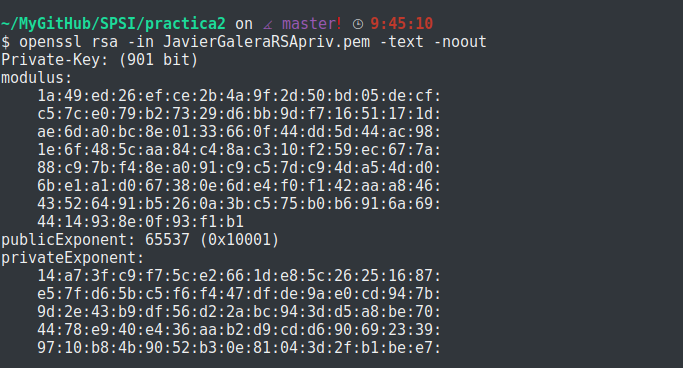 ~/MyGitHub/SPSI/practica2 on master! 9:45:10
$ openssl rsa -in JavierGaleraRSApriv.pem -text -noout
Private-Key: (901 bit)
modulus:
    1a:49:ed:26:ef:ce:2b:4a:9f:2d:50:bd:05:de:cf:
    c5:7c:e0:79:b2:73:29:d6:bb:9d:f7:16:51:17:1d:
    ae:6d:a0:bc:8e:01:33:66:0f:44:dd:5d:44:ac:98:
    1e:6f:48:5c:aa:84:c4:8a:c3:10:f2:59:ec:67:7a:
    88:c9:7b:f4:8e:a0:91:c9:c5:7d:c9:4d:a5:4d:d0:
    6b:e1:a1:d0:67:38:0e:6d:e4:f0:f1:42:aa:a8:46:
    43:52:64:91:b5:26:0a:3b:c5:75:b0:b6:91:6a:69:
    44:14:93:8e:0f:93:f1:b1
publicExponent: 65537 (0x10001)
privateExponent:
    14:a7:3f:c9:f7:5c:e2:66:1d:e8:5c:26:25:16:87:
    e5:7f:d6:5b:c5:f6:f4:47:df:de:9a:e0:cd:94:7b:
    9d:2e:43:b9:df:56:d2:2a:bc:94:3d:d5:a8:be:70:
    44:78:e9:40:e4:36:aa:b2:d9:cd:d6:90:69:23:39:
    97:10:b8:4b:90:52:b3:0e:81:04:3d:2f:b1:be:e7: